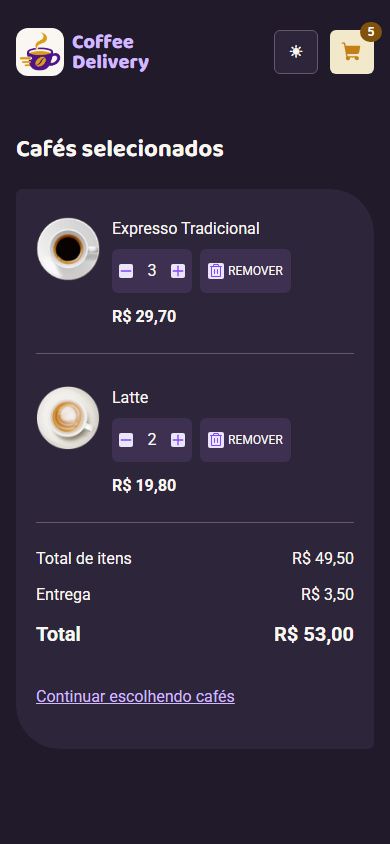 Coffee
Delivery
5
Cafés selecionados
Expresso Tradicional
3
REMOVER
R$ 29,70
Latte
2
REMOVER
R$ 19,80
Total de itens R$ 49,50
Entrega R$ 3,50
Total R$ 53,00
Continuar escolhendo cafés